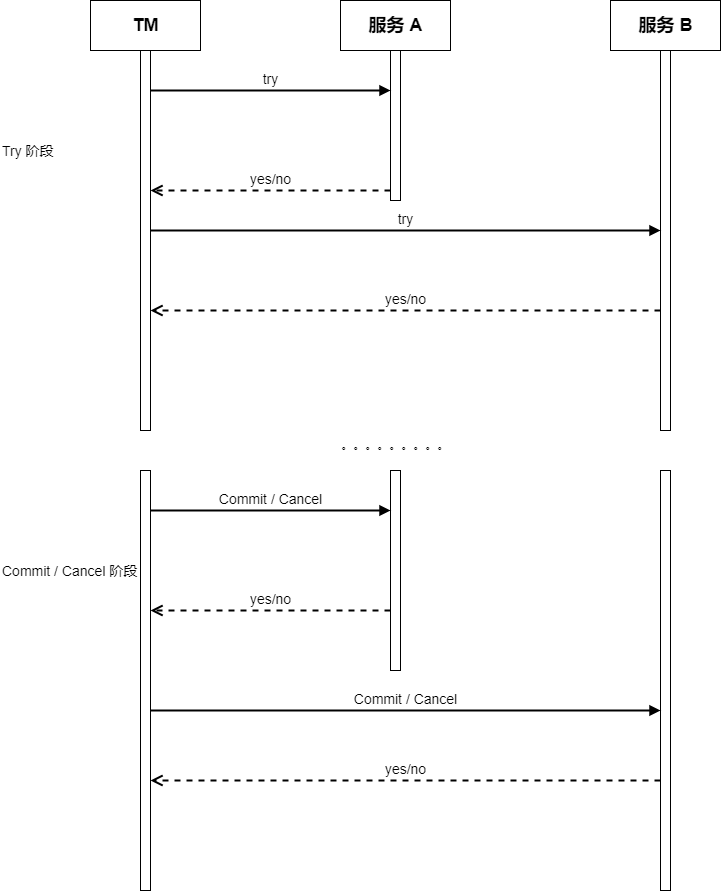 TM
服务 A
服务 B
try
Try 阶段
yes/no
try
yes/no
。。。。。。。。。
Commit / Cancel
Commit / Cancel 阶段
yes/no
Commit / Cancel
yes/no